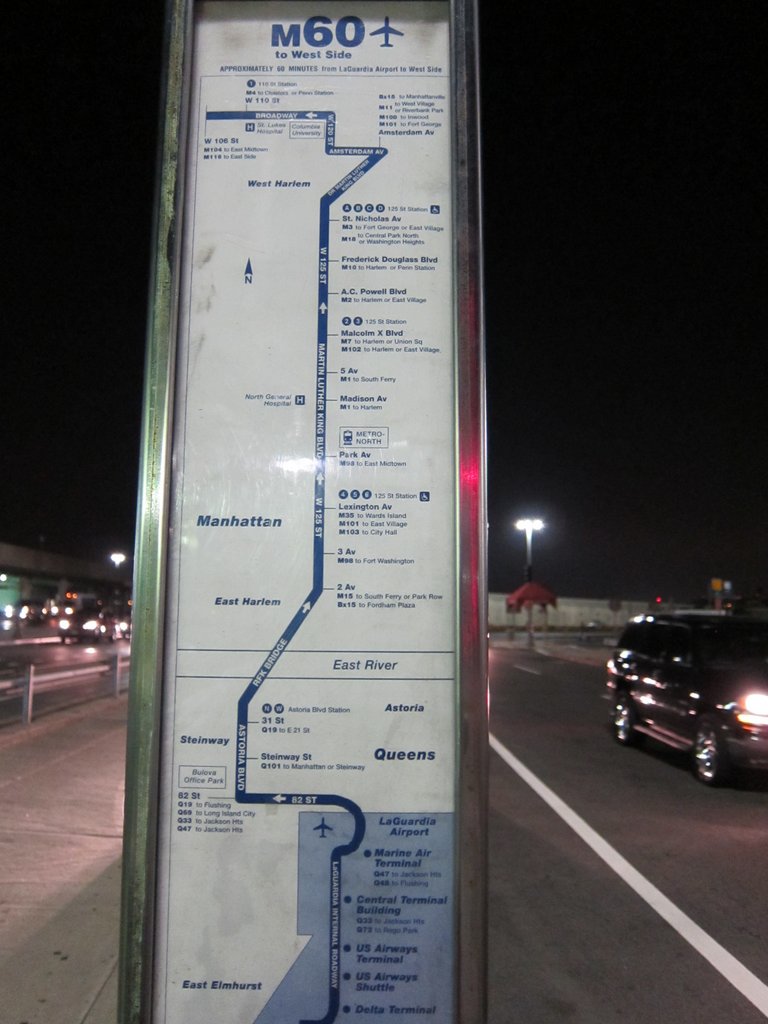 M60
to West Side
APPROXIMATELY 60 MINUTES from LaGuardia Airport to West Side
1 110 St Station
M4 to Cloisters or Penn Station
W 110 St
BROADWAY
H St. Lukes
Hospital
Columbia
University
W 120 ST
W 106 St
M104 to East Midtown
M116 to East Side
Bx15 to Manhattanville
M11 to West Village
or Riverbank Park
M100 to Inwood
M101 to Fort George
Amsterdam Av
AMSTERDAM AV
DR MARTIN LUTHER
KING BLVD
West Harlem
A B C D 125 St Station
St. Nicholas Av
M3 to Fort George or East Village
M18 to Central Park North
or Washington Heights
W 125 ST
Frederick Douglass Blvd
M10 to Harlem or Penn Station
N
A.C. Powell Blvd
M2 to Harlem or East Village
2 3 125 St Station
Malcolm X Blvd
M7 to Harlem or Union Sq
M102 to Harlem or East Village
MARTIN LUTHER KING BLVD
5 Av
M1 to South Ferry
North General
Hospital H
Madison Av
M1 to Harlem
METRO-
NORTH
Park Av
M98 to East Midtown
4 5 6 125 St Station
Lexington Av
M35 to Wards Island
M101 to East Village
M103 to City Hall
W 125 ST
Manhattan
3 Av
M98 to Fort Washington
2 Av
M15 to South Ferry or Park Row
Bx15 to Fordham Plaza
East Harlem
RFK BRIDGE
East River
N W Astoria Blvd Station
31 St
Q19 to E 21 St
Astoria
ASTORIA BLVD
Steinway
Steinway St
Q101 to Manhattan or Steinway
Queens
Bulova
Office Park
82 St
Q19 to Flushing
Q69 to Long Island City
Q33 to Jackson Hts
Q47 to Jackson Hts
82 ST
LaGuardia
Airport
LaGUARDIA INTERNAL ROADWAY
Marine Air
Terminal
Q47 to Jackson Hts
Q48 to Flushing
Central Terminal
Building
Q33 to Jackson Hts
Q72 to Rego Park
US Airways
Terminal
US Airways
Shuttle
East Elmhurst
Delta Terminal